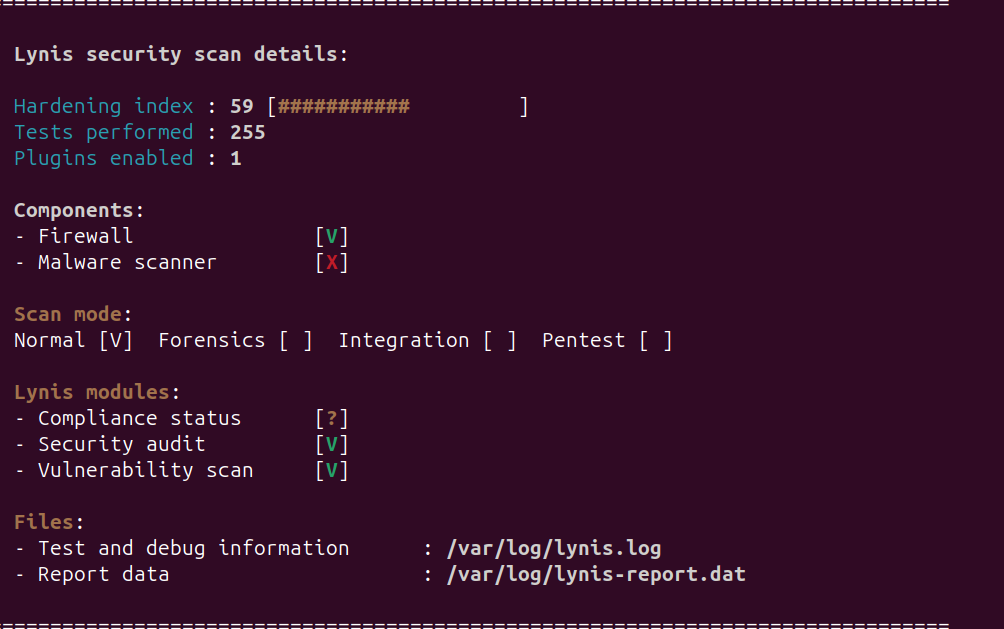 ================================================================================
Lynis security scan details:
Hardening index : 59 [########### ]
Tests performed : 255
Plugins enabled : 1
Components:
- Firewall [V]
- Malware scanner [X]
Scan mode:
Normal [V] Forensics [ ] Integration [ ] Pentest [ ]
Lynis modules:
- Compliance status [?]
- Security audit [V]
- Vulnerability scan [V]
Files:
- Test and debug information : /var/log/lynis.log
- Report data : /var/log/lynis-report.dat
================================================================================